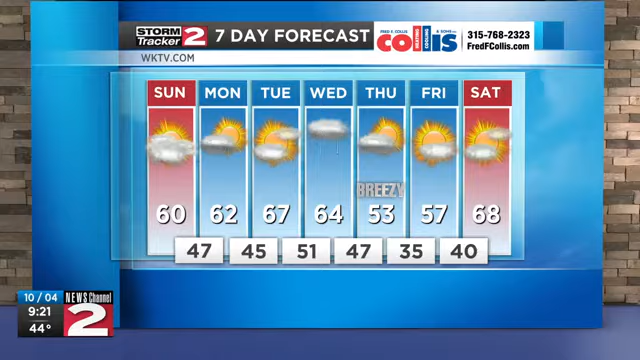 STORM
Tracker 2
7 DAY FORECAST
FRED F. COLLIS & SONS INC.
collis
HEATING
COOLING
315-768-2323
FredFCollis.com
WKTV.COM
SUN MON TUE WED THU FRI SAT
BREEZY
60 62 67 64 53 57 68
47 45 51 47 35 40
10 / 04
9:21
44°
NEWS Channel
2